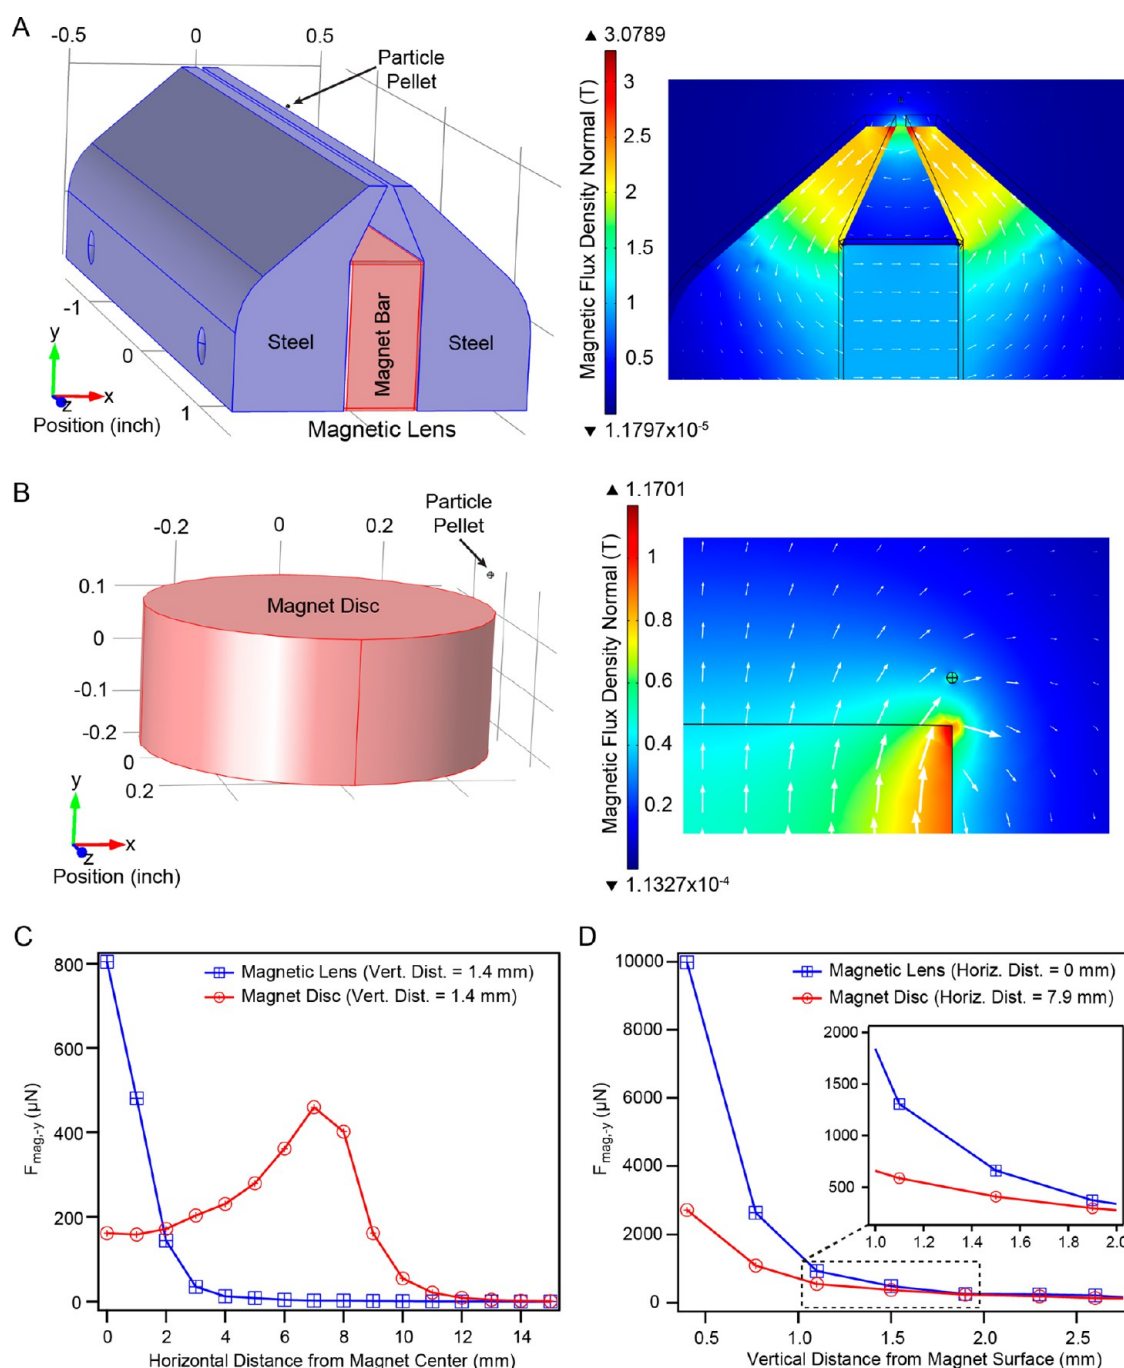 A
-0.5
0
0.5
Particle
Pellet
-1
0
1
Steel
Magnet Bar
Steel
y
x
z
Position (inch)
Magnetic Lens
Magnetic Flux Density Normal (T)
▲ 3.0789
3
2.5
2
1.5
1
0.5
▼ 1.1797x10⁻⁵
B
Particle
Pellet
-0.2
0
0.2
0.1
0
-0.1
-0.2
0
0.2
Magnet Disc
y
x
z
Position (inch)
Magnetic Flux Density Normal (T)
▲ 1.1701
1
0.8
0.6
0.4
0.2
▼ 1.1327x10⁻⁴
C
Magnetic Lens (Vert. Dist. = 1.4 mm)
Magnet Disc (Vert. Dist. = 1.4 mm)
800
600
400
200
0
Fmag,-y (µN)
0 2 4 6 8 10 12 14
Horizontal Distance from Magnet Center (mm)
D
Magnetic Lens (Horiz. Dist. = 0 mm)
Magnet Disc (Horiz. Dist. = 7.9 mm)
10000
8000
6000
4000
2000
0
Fmag,-y (µN)
2000
1500
1000
500
0
1.0 1.2 1.4 1.6 1.8 2.0
0.5 1.0 1.5 2.0 2.5
Vertical Distance from Magnet Surface (mm)